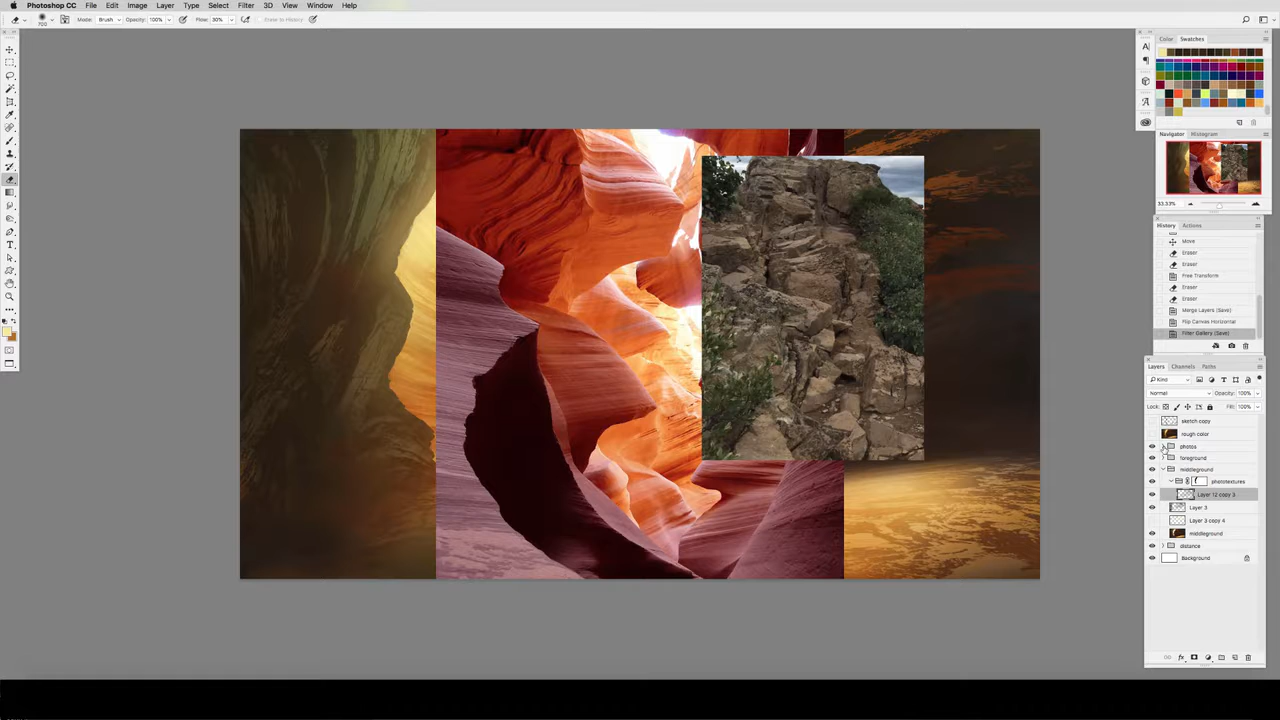 Photoshop CC File Edit Image Layer Type Select Filter 3D View Window Help
Mode: Brush Opacity: 100% Flow: 30% Erase to History
Color Swatches
Navigator Histogram
33.33%
History Actions
Move
Eraser
Eraser
Free Transform
Eraser
Eraser
Merge Layers (Save)
Flip Canvas Horizontal
Filter Gallery (Save)
Layers Channels Paths
Kind
Normal Opacity: 100%
Lock: Fill: 100%
sketch copy
rough color
photos
foreground
middleground
phototextures
Layer 12 copy 3
Layer 3
Layer 3 copy 4
middleground
distance
Background